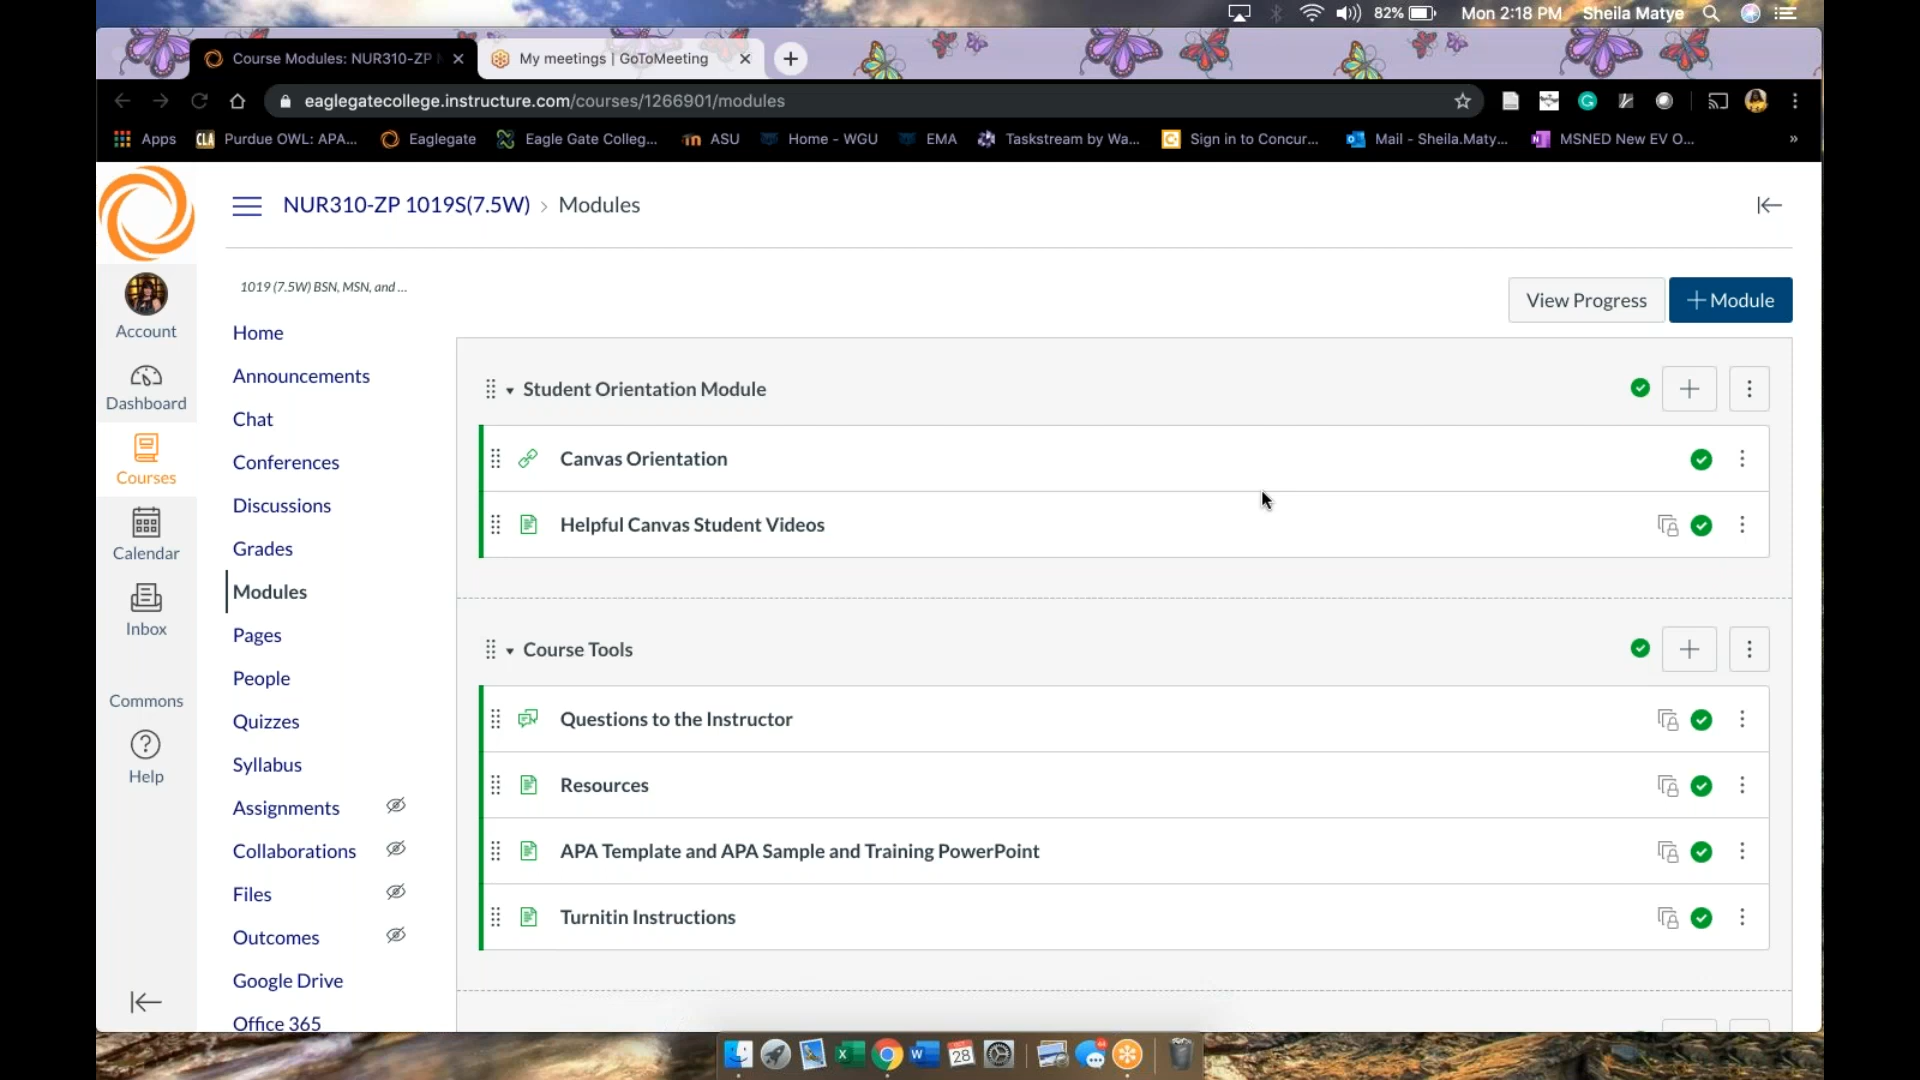 82% Mon 2:18 PM Sheila Matye
Course Modules: NUR310-ZP
My meetings | GoToMeeting
eaglegatecollege.instructure.com/courses/1266901/modules
Apps CLA Purdue OWL: APA... Eaglegate Eagle Gate Colleg... ASU Home - WGU EMA Taskstream by Wa... Sign in to Concur... Mail - Sheila.Maty... MSNED New EV O... »
NUR310-ZP 1019S(7.5W) › Modules
1019 (7.5W) BSN, MSN, and ...
View Progress
+ Module
Account
Dashboard
Courses
Calendar
Inbox
Commons
Help
Home
Announcements
Chat
Conferences
Discussions
Grades
Modules
Pages
People
Quizzes
Syllabus
Assignments
Collaborations
Files
Outcomes
Google Drive
Office 365
Student Orientation Module
Canvas Orientation
Helpful Canvas Student Videos
Course Tools
Questions to the Instructor
Resources
APA Template and APA Sample and Training PowerPoint
Turnitin Instructions
28